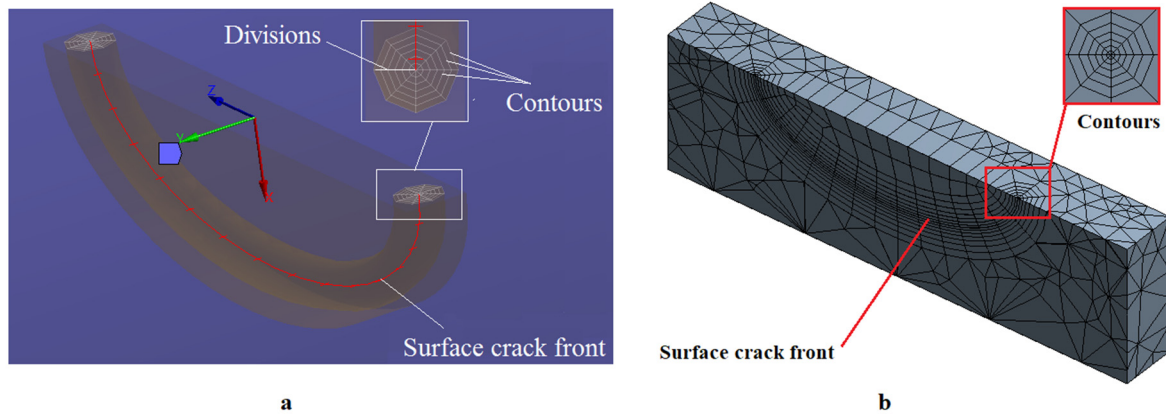 Divisions
Contours
Z
Y
X
Surface crack front
a
Contours
Surface crack front
b